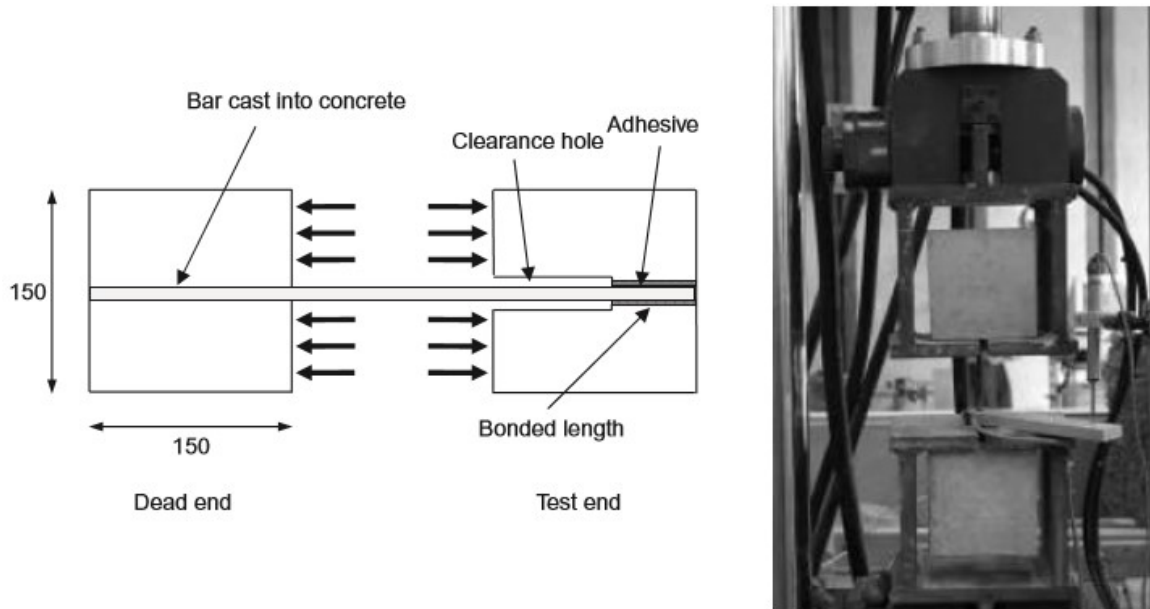 Bar cast into concrete
Adhesive
Clearance hole
150
Bonded length
150
Dead end
Test end